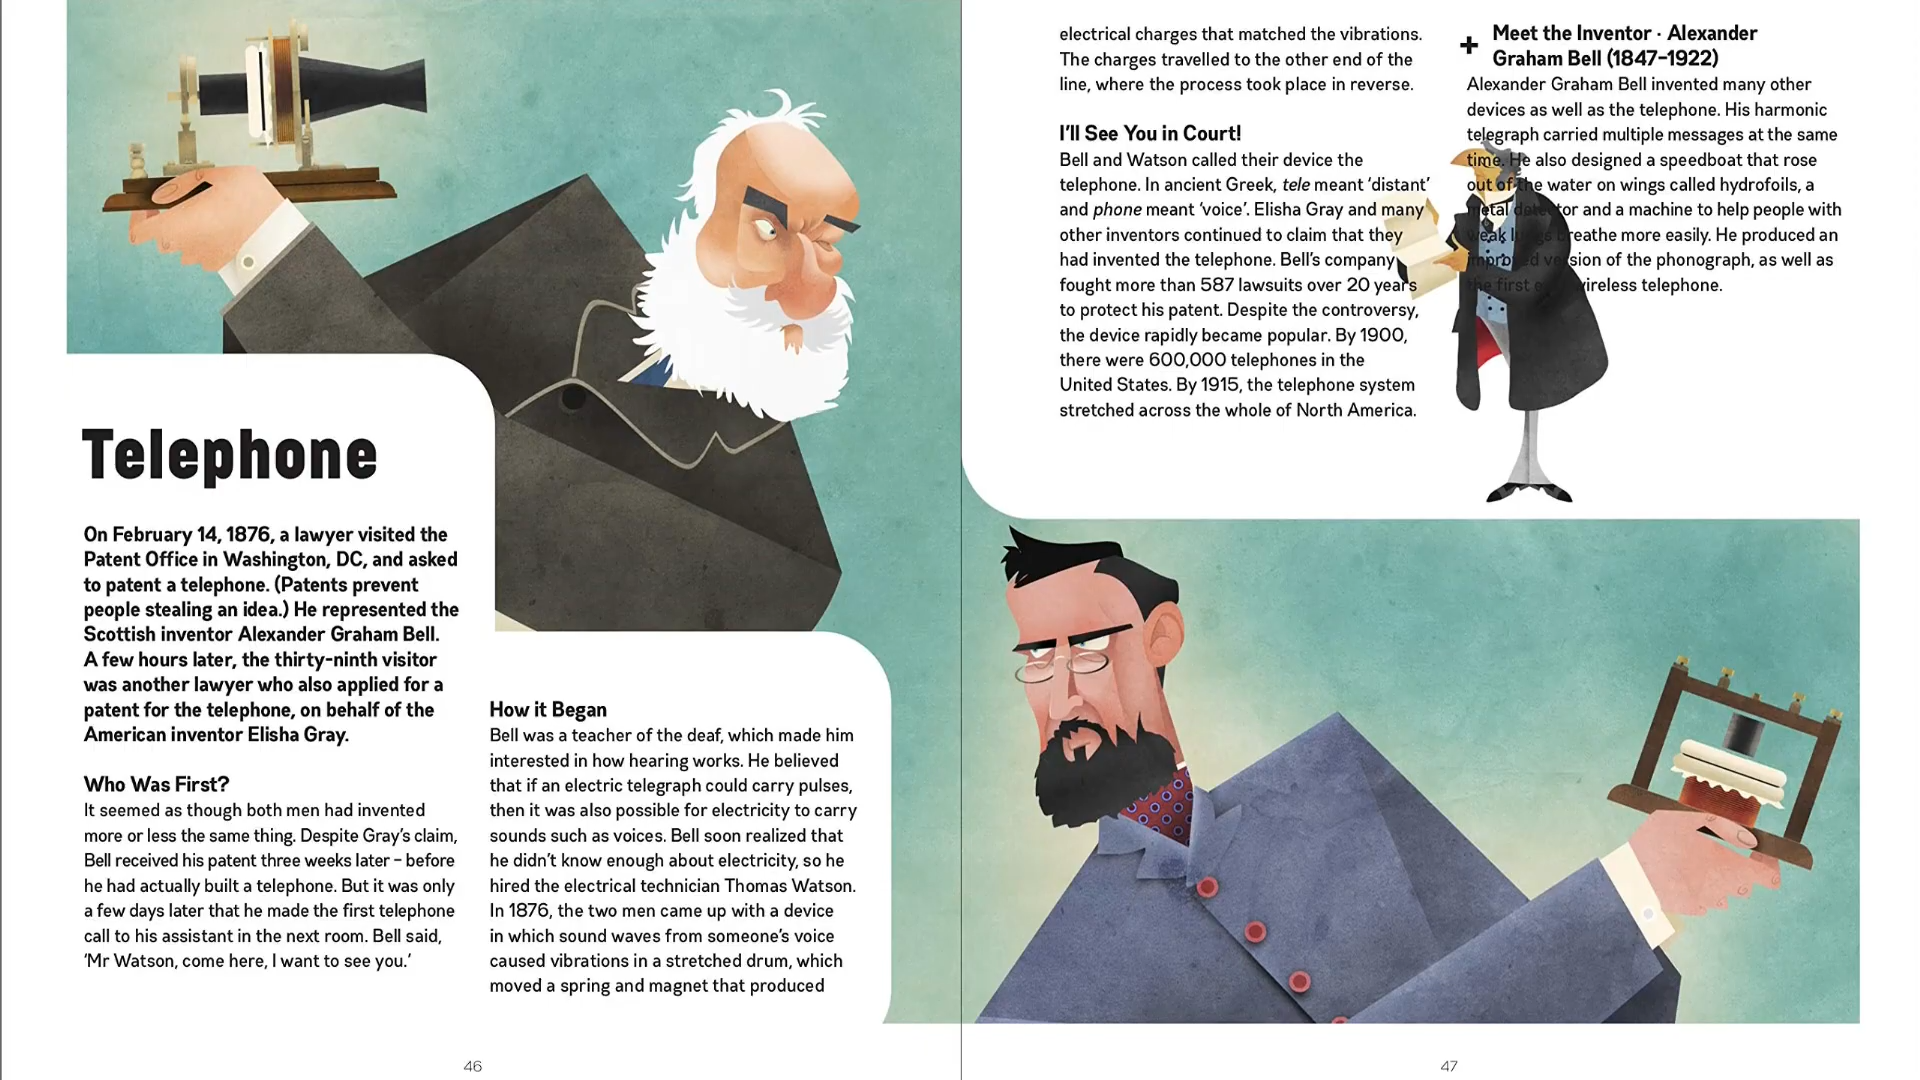 Telephone
On February 14, 1876, a lawyer visited the
Patent Office in Washington, DC, and asked
to patent a telephone. (Patents prevent
people stealing an idea.) He represented the
Scottish inventor Alexander Graham Bell.
A few hours later, the thirty-ninth visitor
was another lawyer who also applied for a
patent for the telephone, on behalf of the
American inventor Elisha Gray.
Who Was First?
It seemed as though both men had invented
more or less the same thing. Despite Gray's claim,
Bell received his patent three weeks later – before
he had actually built a telephone. But it was only
a few days later that he made the first telephone
call to his assistant in the next room. Bell said,
'Mr Watson, come here, I want to see you.'
How it Began
Bell was a teacher of the deaf, which made him
interested in how hearing works. He believed
that if an electric telegraph could carry pulses,
then it was also possible for electricity to carry
sounds such as voices. Bell soon realized that
he didn't know enough about electricity, so he
hired the electrical technician Thomas Watson.
In 1876, the two men came up with a device
in which sound waves from someone's voice
caused vibrations in a stretched drum, which
moved a spring and magnet that produced
46
electrical charges that matched the vibrations.
The charges travelled to the other end of the
line, where the process took place in reverse.
I'll See You in Court!
Bell and Watson called their device the
telephone. In ancient Greek, tele meant 'distant'
and phone meant 'voice'. Elisha Gray and many
other inventors continued to claim that they
had invented the telephone. Bell's company
fought more than 587 lawsuits over 20 years
to protect his patent. Despite the controversy,
the device rapidly became popular. By 1900,
there were 600,000 telephones in the
United States. By 1915, the telephone system
stretched across the whole of North America.
+ Meet the Inventor · Alexander
Graham Bell (1847–1922)
Alexander Graham Bell invented many other
devices as well as the telephone. His harmonic
telegraph carried multiple messages at the same
time. He also designed a speedboat that rose
out of the water on wings called hydrofoils, a
metal detector and a machine to help people with
weak lungs breathe more easily. He produced an
improved version of the phonograph, as well as
the first wireless telephone.
47